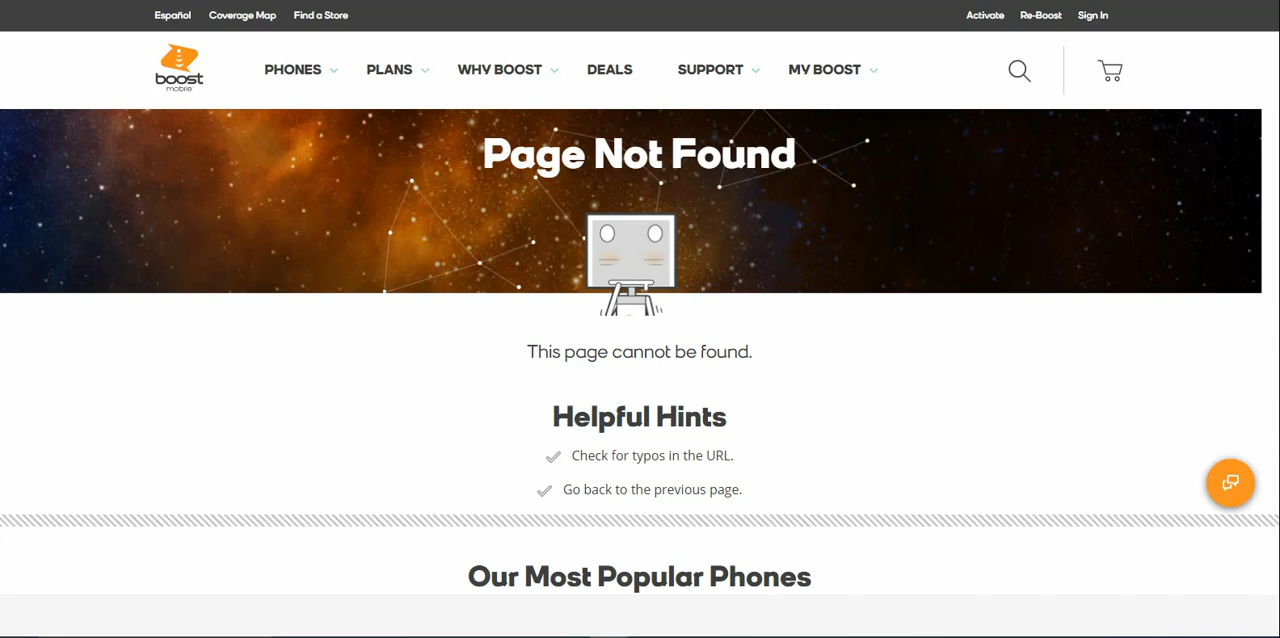 Español Coverage Map Find a Store Activate Re-Boost Sign In
boost
mobile
PHONES PLANS WHY BOOST DEALS SUPPORT MY BOOST
Page Not Found
This page cannot be found.
Helpful Hints
Check for typos in the URL.
Go back to the previous page.
Our Most Popular Phones